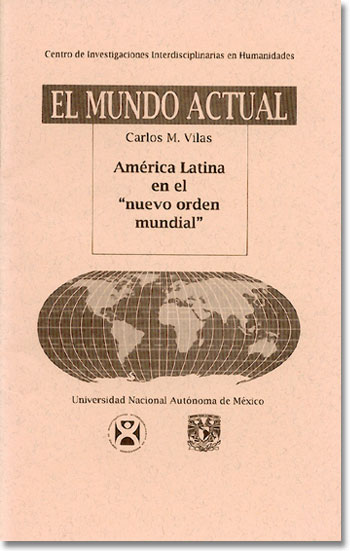 Centro de Investigaciones Interdisciplinarias en Humanidades
EL MUNDO ACTUAL
Carlos M. Vilas
América Latina
en el
“nuevo orden
mundial”
Universidad Nacional Autónoma de México